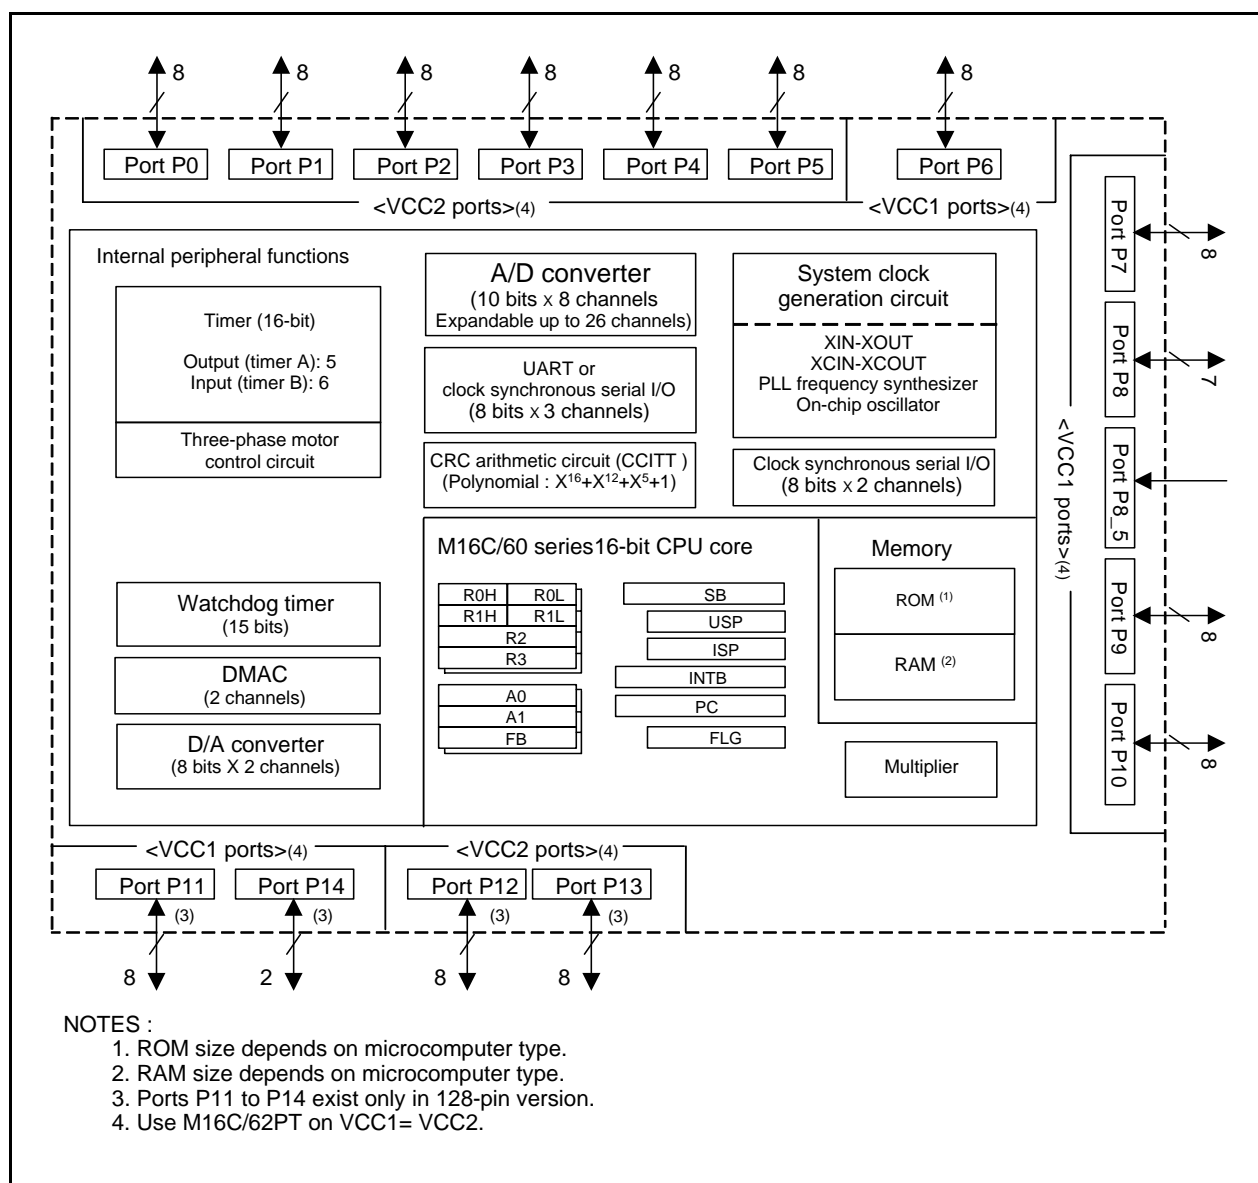 8 8 8 8 8 8 8
Port P0 Port P1 Port P2 Port P3 Port P4 Port P5 Port P6
<VCC2 ports>(4) <VCC1 ports>(4)
Internal peripheral functions
Timer (16-bit)
Output (timer A): 5
Input (timer B): 6
Three-phase motor
control circuit
Watchdog timer
(15 bits)
DMAC
(2 channels)
D/A converter
(8 bits X 2 channels)
A/D converter
(10 bits x 8 channels
Expandable up to 26 channels)
UART or
clock synchronous serial I/O
(8 bits x 3 channels)
CRC arithmetic circuit (CCITT )
(Polynomial : X¹⁶+X¹²+X⁵+1)
System clock
generation circuit
XIN-XOUT
XCIN-XCOUT
PLL frequency synthesizer
On-chip oscillator
Clock synchronous serial I/O
(8 bits x 2 channels)
M16C/60 series16-bit CPU core
R0H R0L
R1H R1L
R2
R3
A0
A1
FB
SB
USP
ISP
INTB
PC
FLG
Memory
ROM (1)
RAM (2)
Multiplier
<VCC1 ports>(4)
Port P7
8
Port P8
7
Port P8_5
Port P9
8
Port P10
8
<VCC1 ports>(4) <VCC2 ports>(4)
Port P11 Port P14 Port P12 Port P13
(3) (3) (3) (3)
8 2 8 8
NOTES :
1. ROM size depends on microcomputer type.
2. RAM size depends on microcomputer type.
3. Ports P11 to P14 exist only in 128-pin version.
4. Use M16C/62PT on VCC1= VCC2.